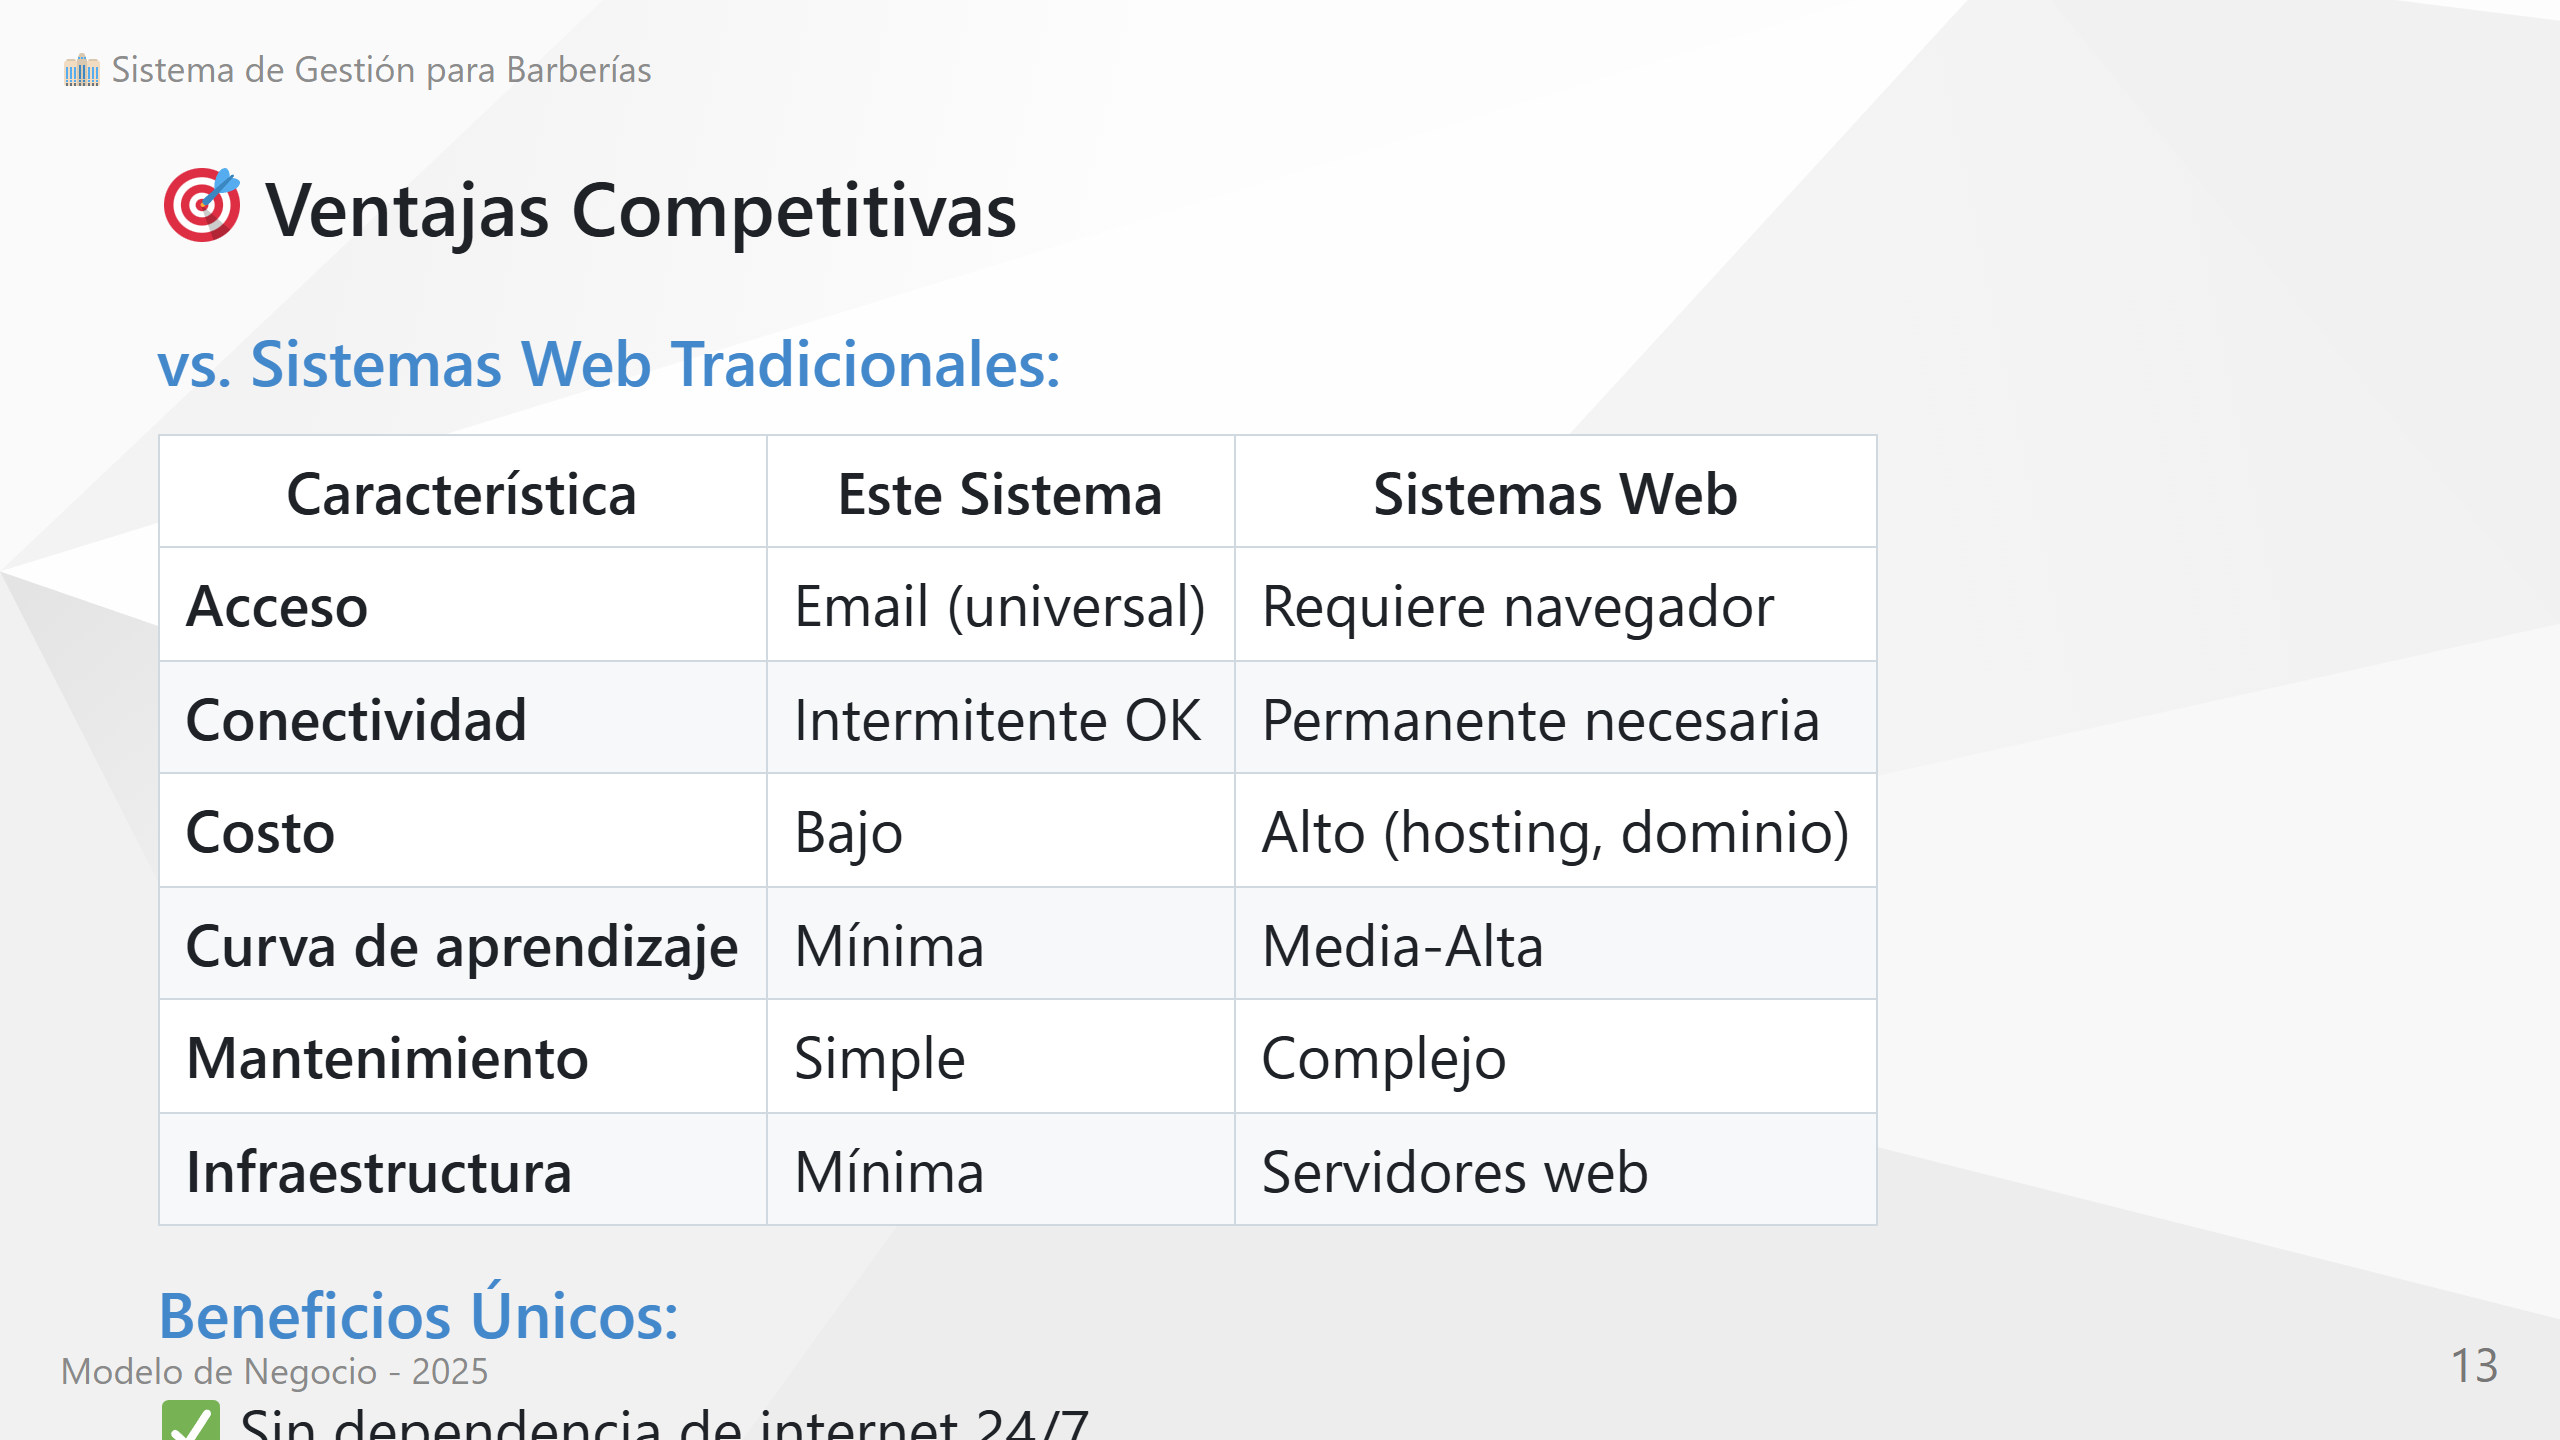 Sistema de Gestión para Barberías
Ventajas Competitivas
vs. Sistemas Web Tradicionales:
Característica Este Sistema Sistemas Web
Acceso Email (universal) Requiere navegador
Conectividad Intermitente OK Permanente necesaria
Costo Bajo Alto (hosting, dominio)
Curva de aprendizaje Mínima Media-Alta
Mantenimiento Simple Complejo
Infraestructura Mínima Servidores web
Beneficios Únicos:
Modelo de Negocio - 2025
13
Sin dependencia de internet 24/7